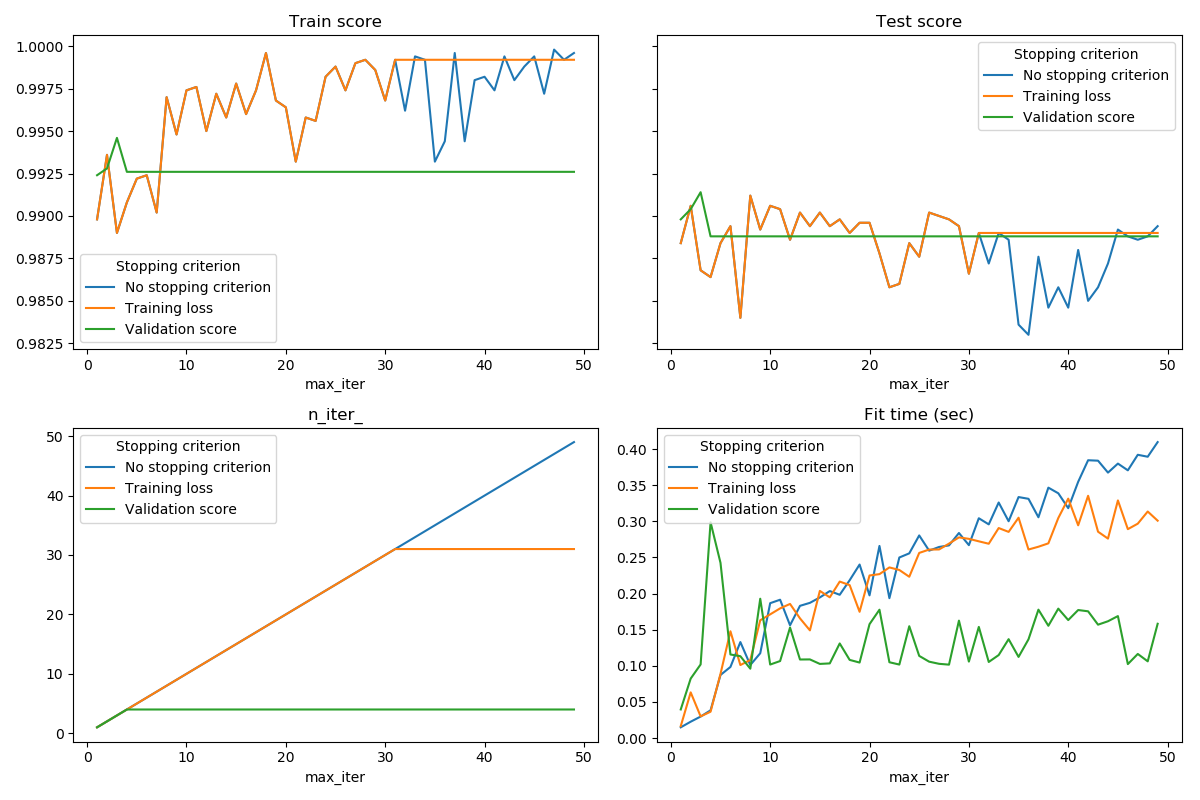 Train score
1.0000
0.9975
0.9950
0.9925
0.9900
0.9875
0.9850
0.9825
Stopping criterion
No stopping criterion
Training loss
Validation score
0 10 20 30 40 50
max_iter
Test score
Stopping criterion
No stopping criterion
Training loss
Validation score
0 10 20 30 40 50
max_iter
n_iter_
50
40
30
20
10
0
Stopping criterion
No stopping criterion
Training loss
Validation score
0 10 20 30 40 50
max_iter
Fit time (sec)
0.40
0.35
0.30
0.25
0.20
0.15
0.10
0.05
0.00
Stopping criterion
No stopping criterion
Training loss
Validation score
0 10 20 30 40 50
max_iter